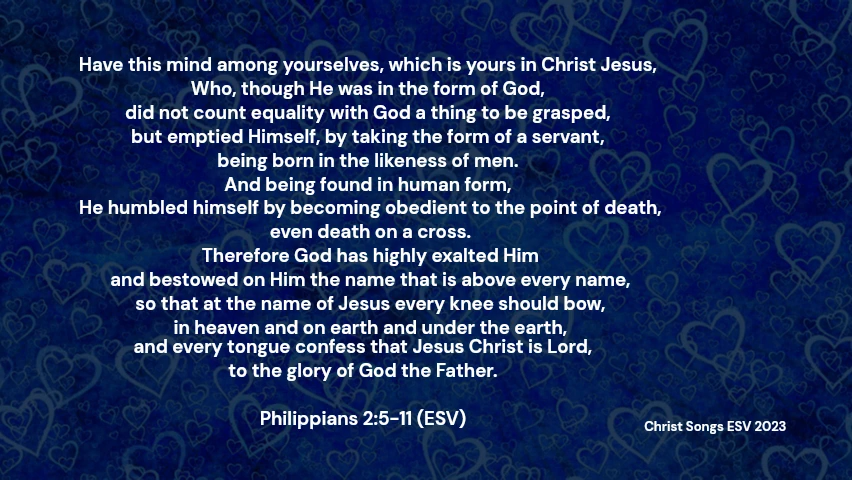 Have this mind among yourselves, which is yours in Christ Jesus,
Who, though He was in the form of God,
did not count equality with God a thing to be grasped,
but emptied Himself, by taking the form of a servant,
being born in the likeness of men.
And being found in human form,
He humbled himself by becoming obedient to the point of death,
even death on a cross.
Therefore God has highly exalted Him
and bestowed on Him the name that is above every name,
so that at the name of Jesus every knee should bow,
in heaven and on earth and under the earth,
and every tongue confess that Jesus Christ is Lord,
to the glory of God the Father.
Philippians 2:5-11 (ESV)
Christ Songs ESV 2023